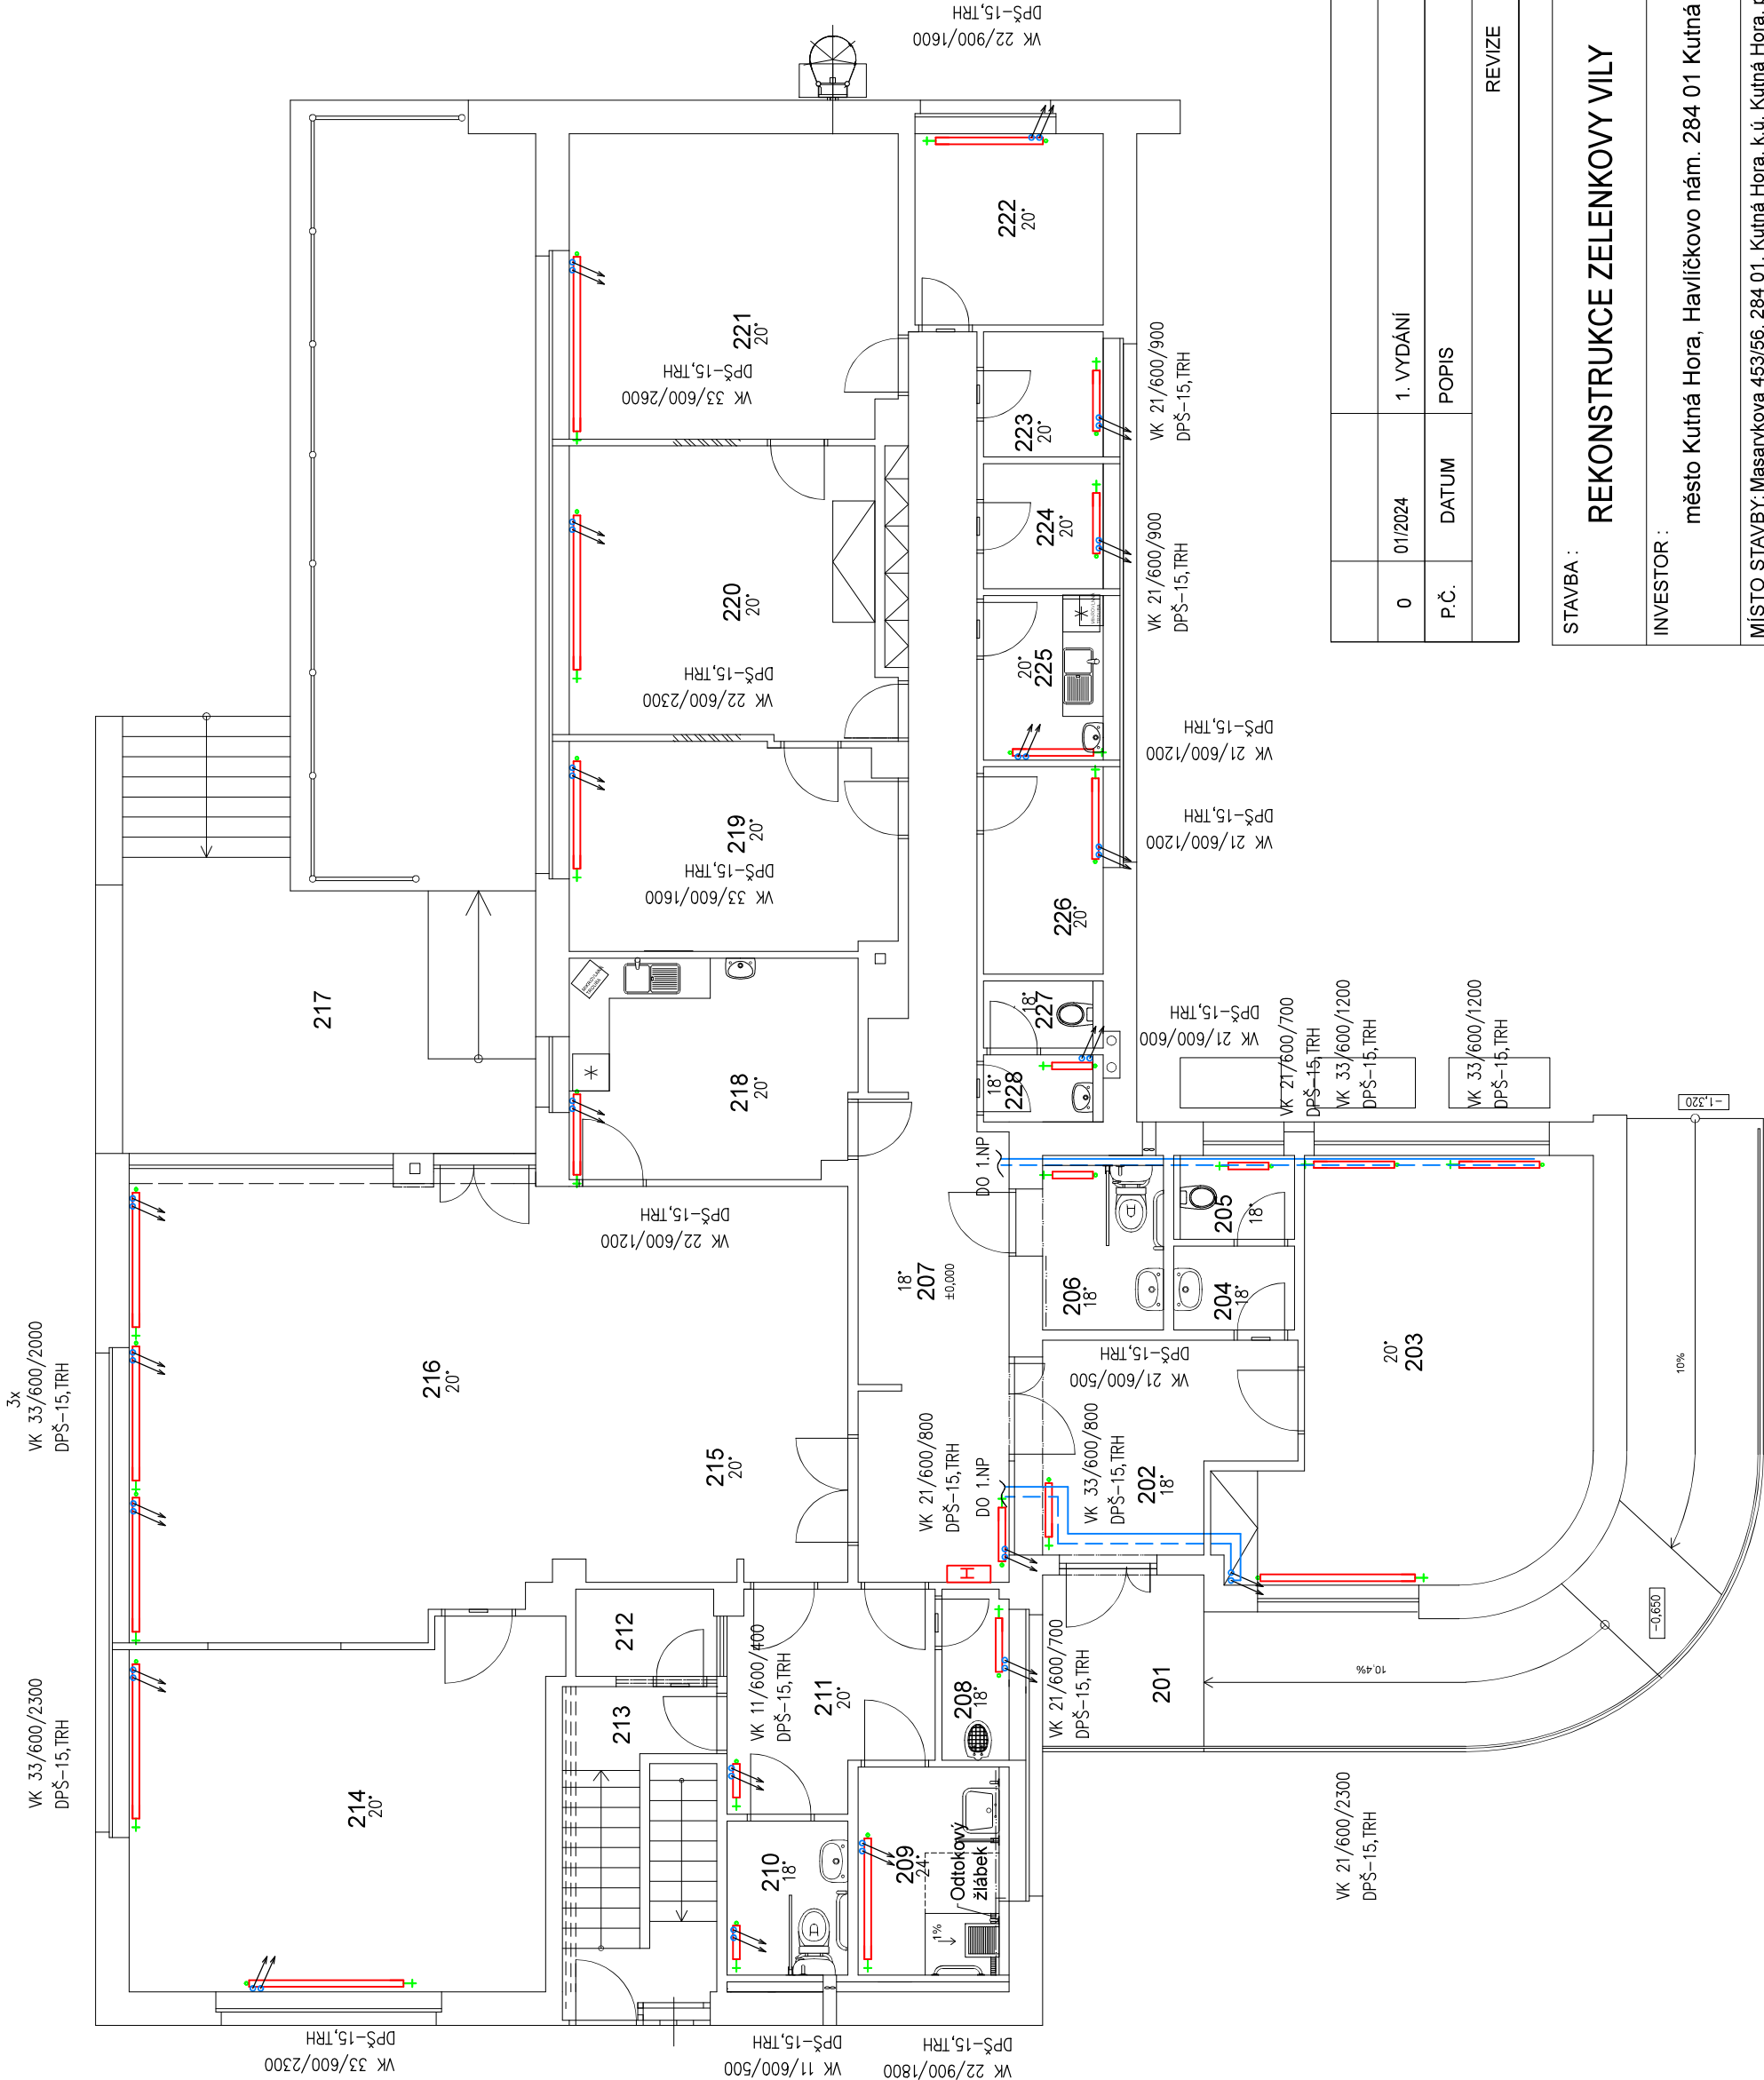 3x
VK 33/600/2000
DPŠ-15,TRH
VK 33/600/2300
DPŠ-15,TRH
VK 33/600/2300
DPŠ-15,TRH
VK 11/600/500
DPŠ-15,TRH
VK 22/900/1800
DPŠ-15,TRH
214
20°
213
212
210
18°
VK 11/600/400
DPŠ-15,TRH
211
20°
209
24°
Odtokový
žlábek
1%
208
18°
H
216
20°
215
20°
217
218
20°
VK 22/600/1200
DPŠ-15,TRH
219
20°
VK 33/600/1600
DPŠ-15,TRH
220
20°
VK 22/600/2300
DPŠ-15,TRH
221
20°
VK 33/600/2600
DPŠ-15,TRH
222
20°
VK 22/900/1600
DPŠ-15,TRH
223
20°
VK 21/600/900
DPŠ-15,TRH
224
20°
VK 21/600/900
DPŠ-15,TRH
20°
225
VK 21/600/1200
DPŠ-15,TRH
226
20°
VK 21/600/1200
DPŠ-15,TRH
18°
227
18°
228
VK 21/600/600
DPŠ-15,TRH
18°
207
±0,000
DO 1.NP
VK 21/600/800
DPŠ-15,TRH
DO 1.NP
206
18°
205
18°
204
18°
VK 21/600/500
DPŠ-15,TRH
VK 33/600/800
DPŠ-15,TRH
202
18°
20°
203
VK 21/600/700
DPŠ-15,TRH
VK 33/600/1200
DPŠ-15,TRH
VK 33/600/1200
DPŠ-15,TRH
VK 21/600/700
DPŠ-15,TRH
201
VK 21/600/2300
DPŠ-15,TRH
10,4%
10%
-0,650
-1,320
0 01/2024 1. VYDÁNÍ
P.Č. DATUM POPIS
REVIZE
STAVBA :
REKONSTRUKCE ZELENKOVY VILY
INVESTOR :
město Kutná Hora, Havlíčkovo nám. 284 01 Kutná
MÍSTO STAVBY: Masarykova 453/56, 284 01, Kutná Hora, k.ú. Kutná Hora,